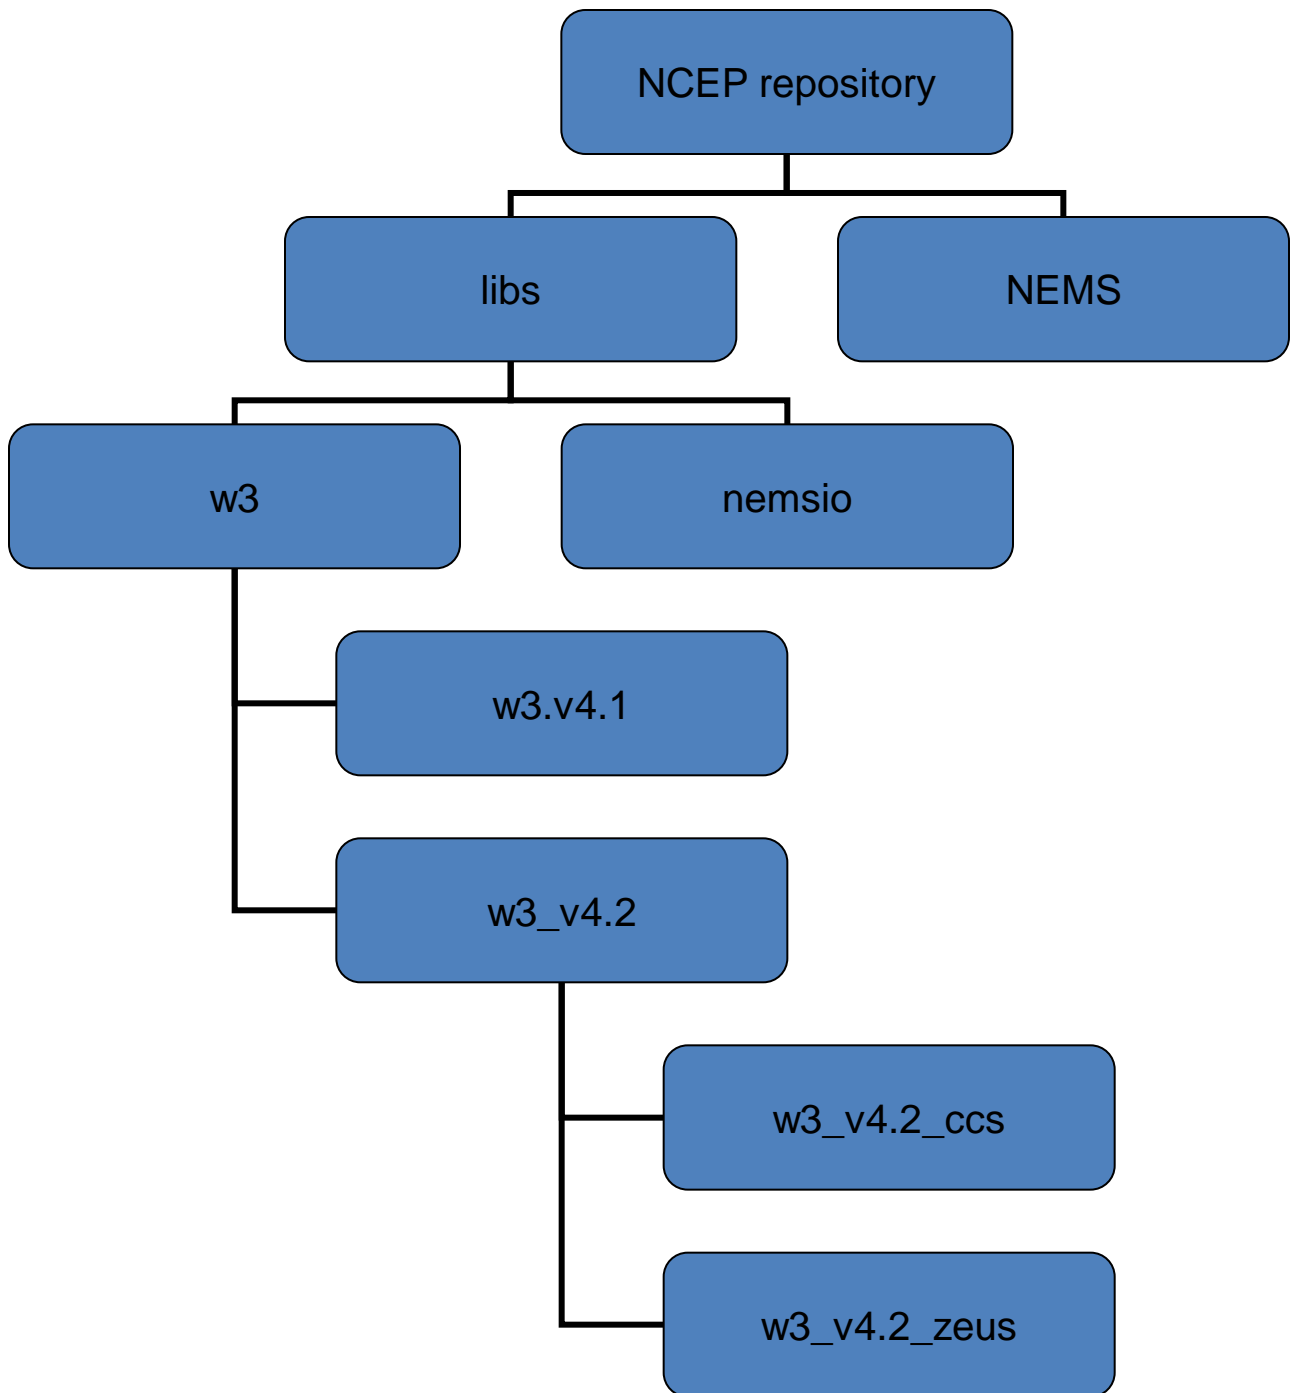 NCEP repository
libs
NEMS
w3
nemsio
w3.v4.1
w3_v4.2
w3_v4.2_ccs
w3_v4.2_zeus